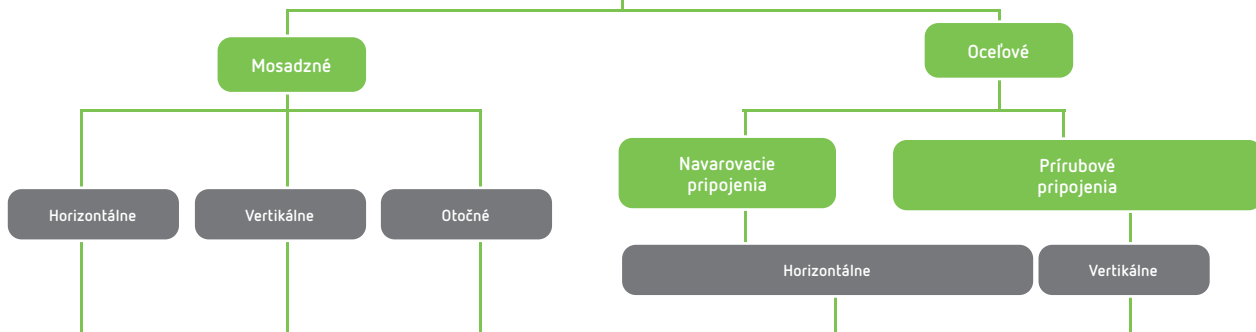 Mosadzné
Oceľové
Navarovacie
pripojenia
Prírubové
pripojenia
Horizontálne
Vertikálne
Otočné
Horizontálne
Vertikálne